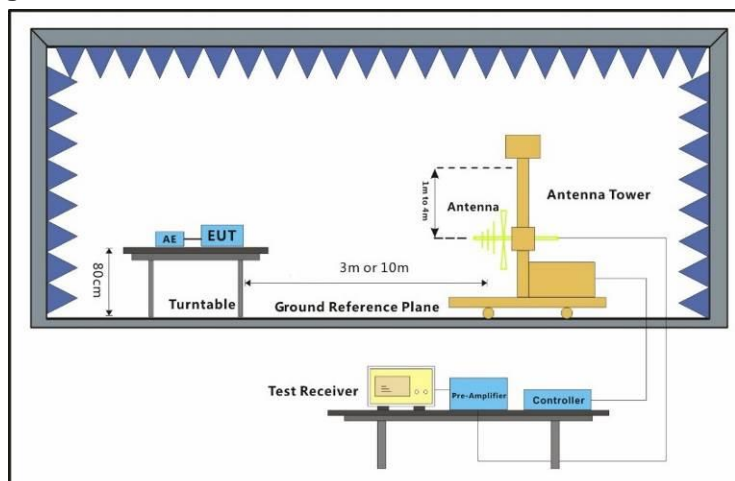 1m to 4m
Antenna
Antenna Tower
AE
EUT
3m or 10m
80cm
Turntable
Ground Reference Plane
Test Receiver
Pre-Amplifier
Controller